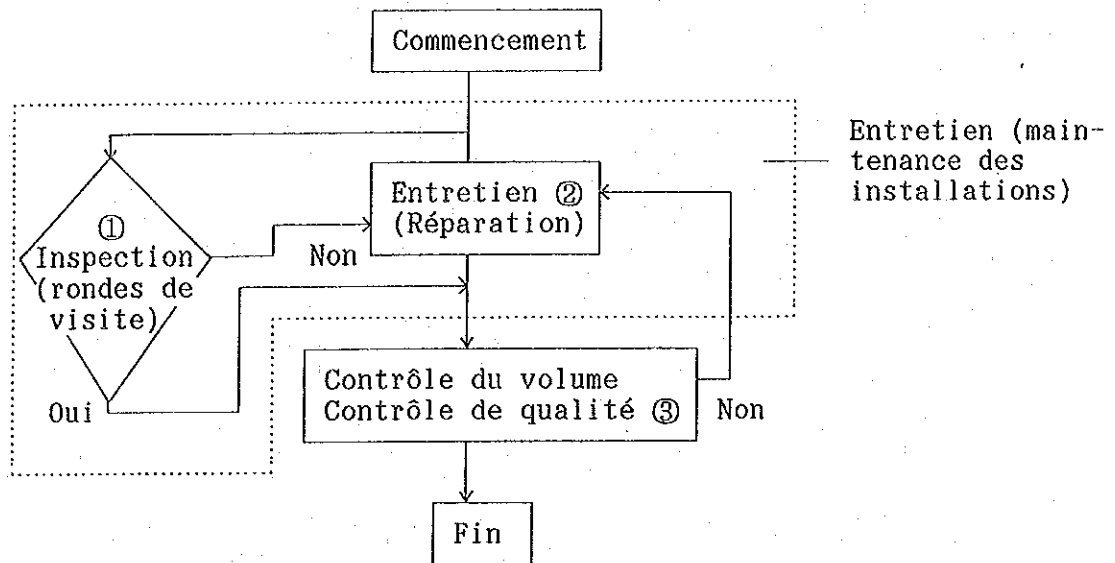 Commencement
Entretien (main-
tenance des
installations)
Entretien ②
(Réparation)
①
Inspection
(rondes de
visite)
Non
Oui
Contrôle du volume
Contrôle de qualité ③
Non
Fin